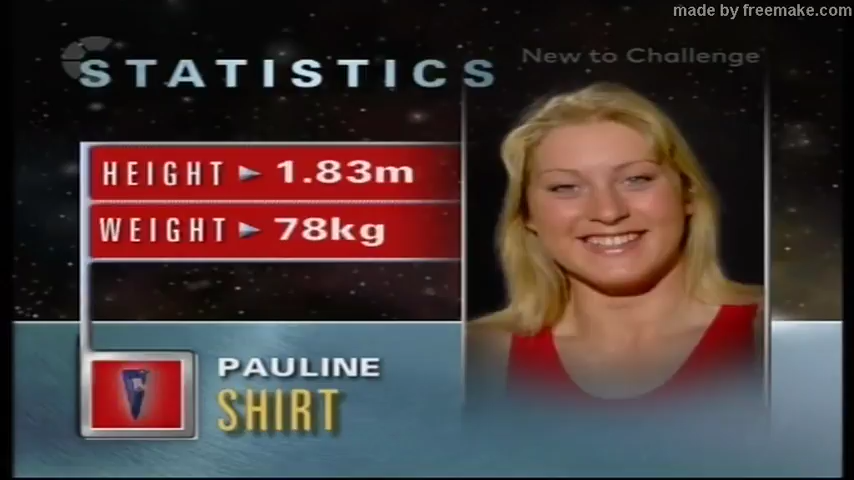 made by freemake.com
New to Challenge
STATISTICS
HEIGHT ▶ 1.83m
WEIGHT ▶ 78kg
PAULINE
SHIRT